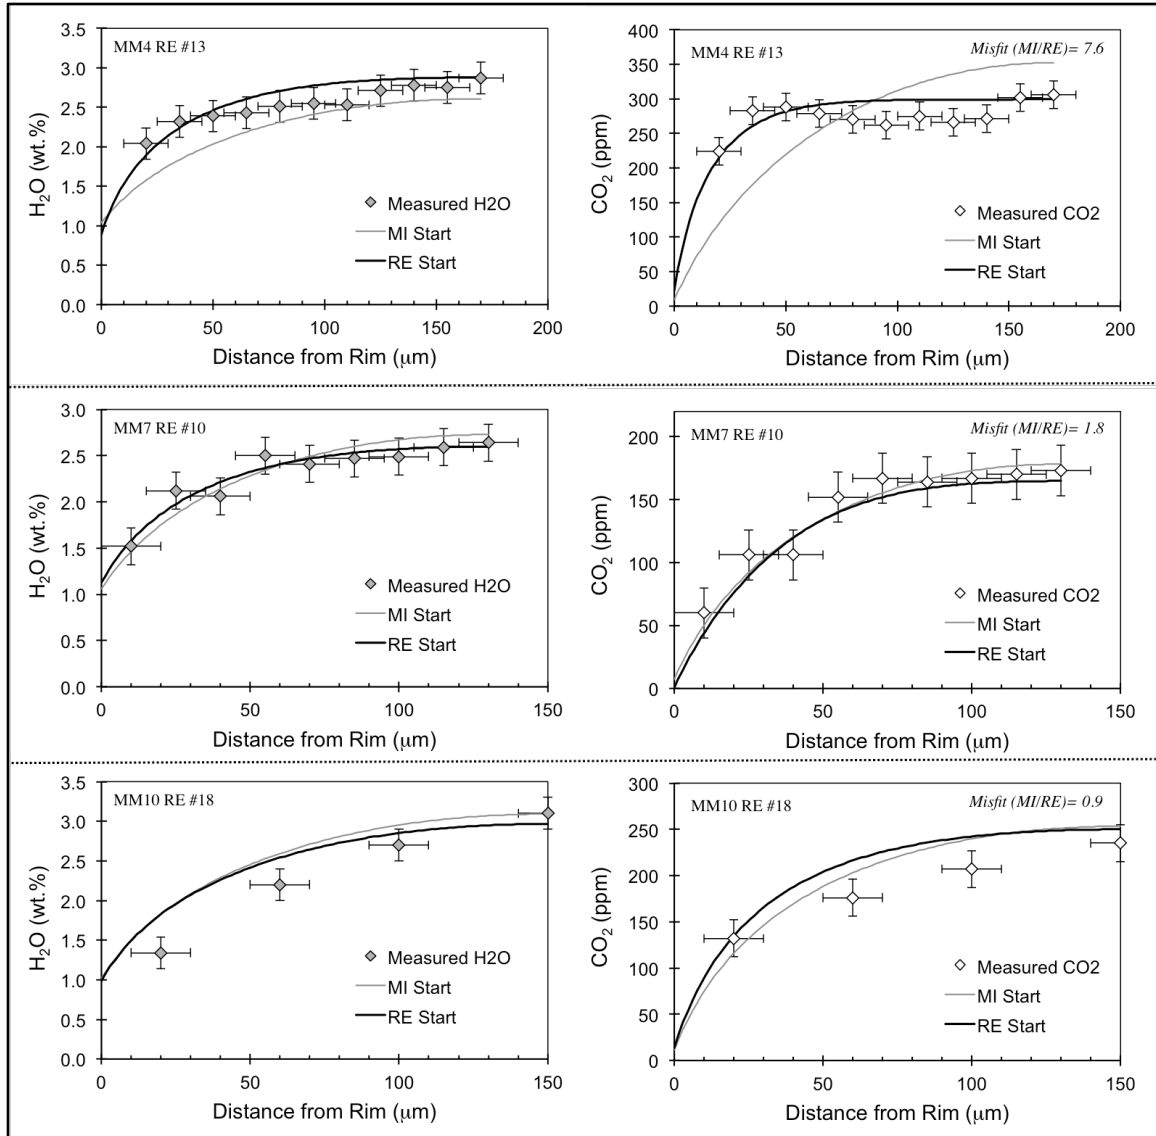 MM4 RE #13
H2O (wt.%)
3.5
3.0
2.5
2.0
1.5
1.0
0.5
0.0
Measured H2O
MI Start
RE Start
0 50 100 150 200
Distance from Rim (μm)
MM4 RE #13
Misfit (MI/RE)= 7.6
CO2 (ppm)
400
350
300
250
200
150
100
50
0
Measured CO2
MI Start
RE Start
0 50 100 150 200
Distance from Rim (μm)
MM7 RE #10
H2O (wt.%)
3.0
2.5
2.0
1.5
1.0
0.5
0.0
Measured H2O
MI Start
RE Start
0 50 100 150
Distance from Rim (μm)
MM7 RE #10
Misfit (MI/RE)= 1.8
CO2 (ppm)
200
150
100
50
0
Measured CO2
MI Start
RE Start
0 50 100 150
Distance from Rim (μm)
MM10 RE #18
H2O (wt.%)
3.5
3.0
2.5
2.0
1.5
1.0
0.5
0.0
Measured H2O
MI Start
RE Start
0 50 100 150
Distance from Rim (μm)
MM10 RE #18
Misfit (MI/RE)= 0.9
CO2 (ppm)
300
250
200
150
100
50
0
Measured CO2
MI Start
RE Start
0 50 100 150
Distance from Rim (μm)